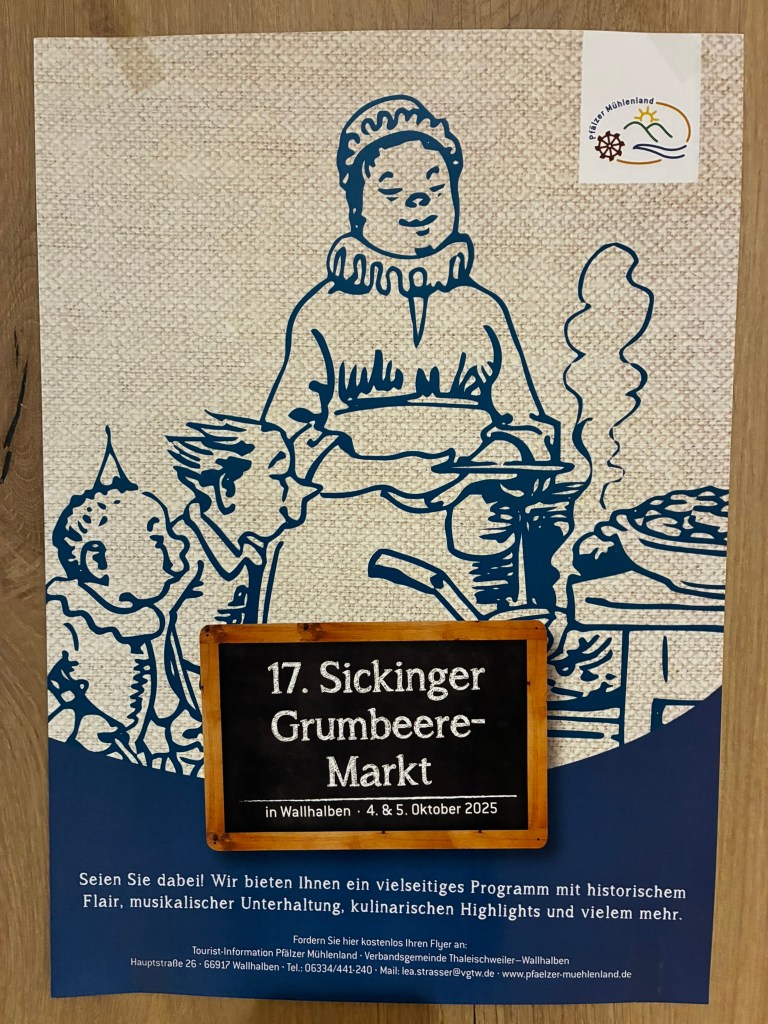 Pfälzer Mühlenland
17. Sickinger
Grumbeere-
Markt
in Wallhalben · 4. & 5. Oktober 2025
Seien Sie dabei! Wir bieten Ihnen ein vielseitiges Programm mit historischem
Flair, musikalischer Unterhaltung, kulinarischen Highlights und vielem mehr.
Fordern Sie hier kostenlos Ihren Flyer an:
Tourist-Information Pfälzer Mühlenland · Verbandsgemeinde Thaleischweiler–Wallhalben
Hauptstraße 26 · 66917 Wallhalben · Tel.: 06334/441-240 · Mail: lea.strasser@vgtw.de · www.pfaelzer-muehlenland.de